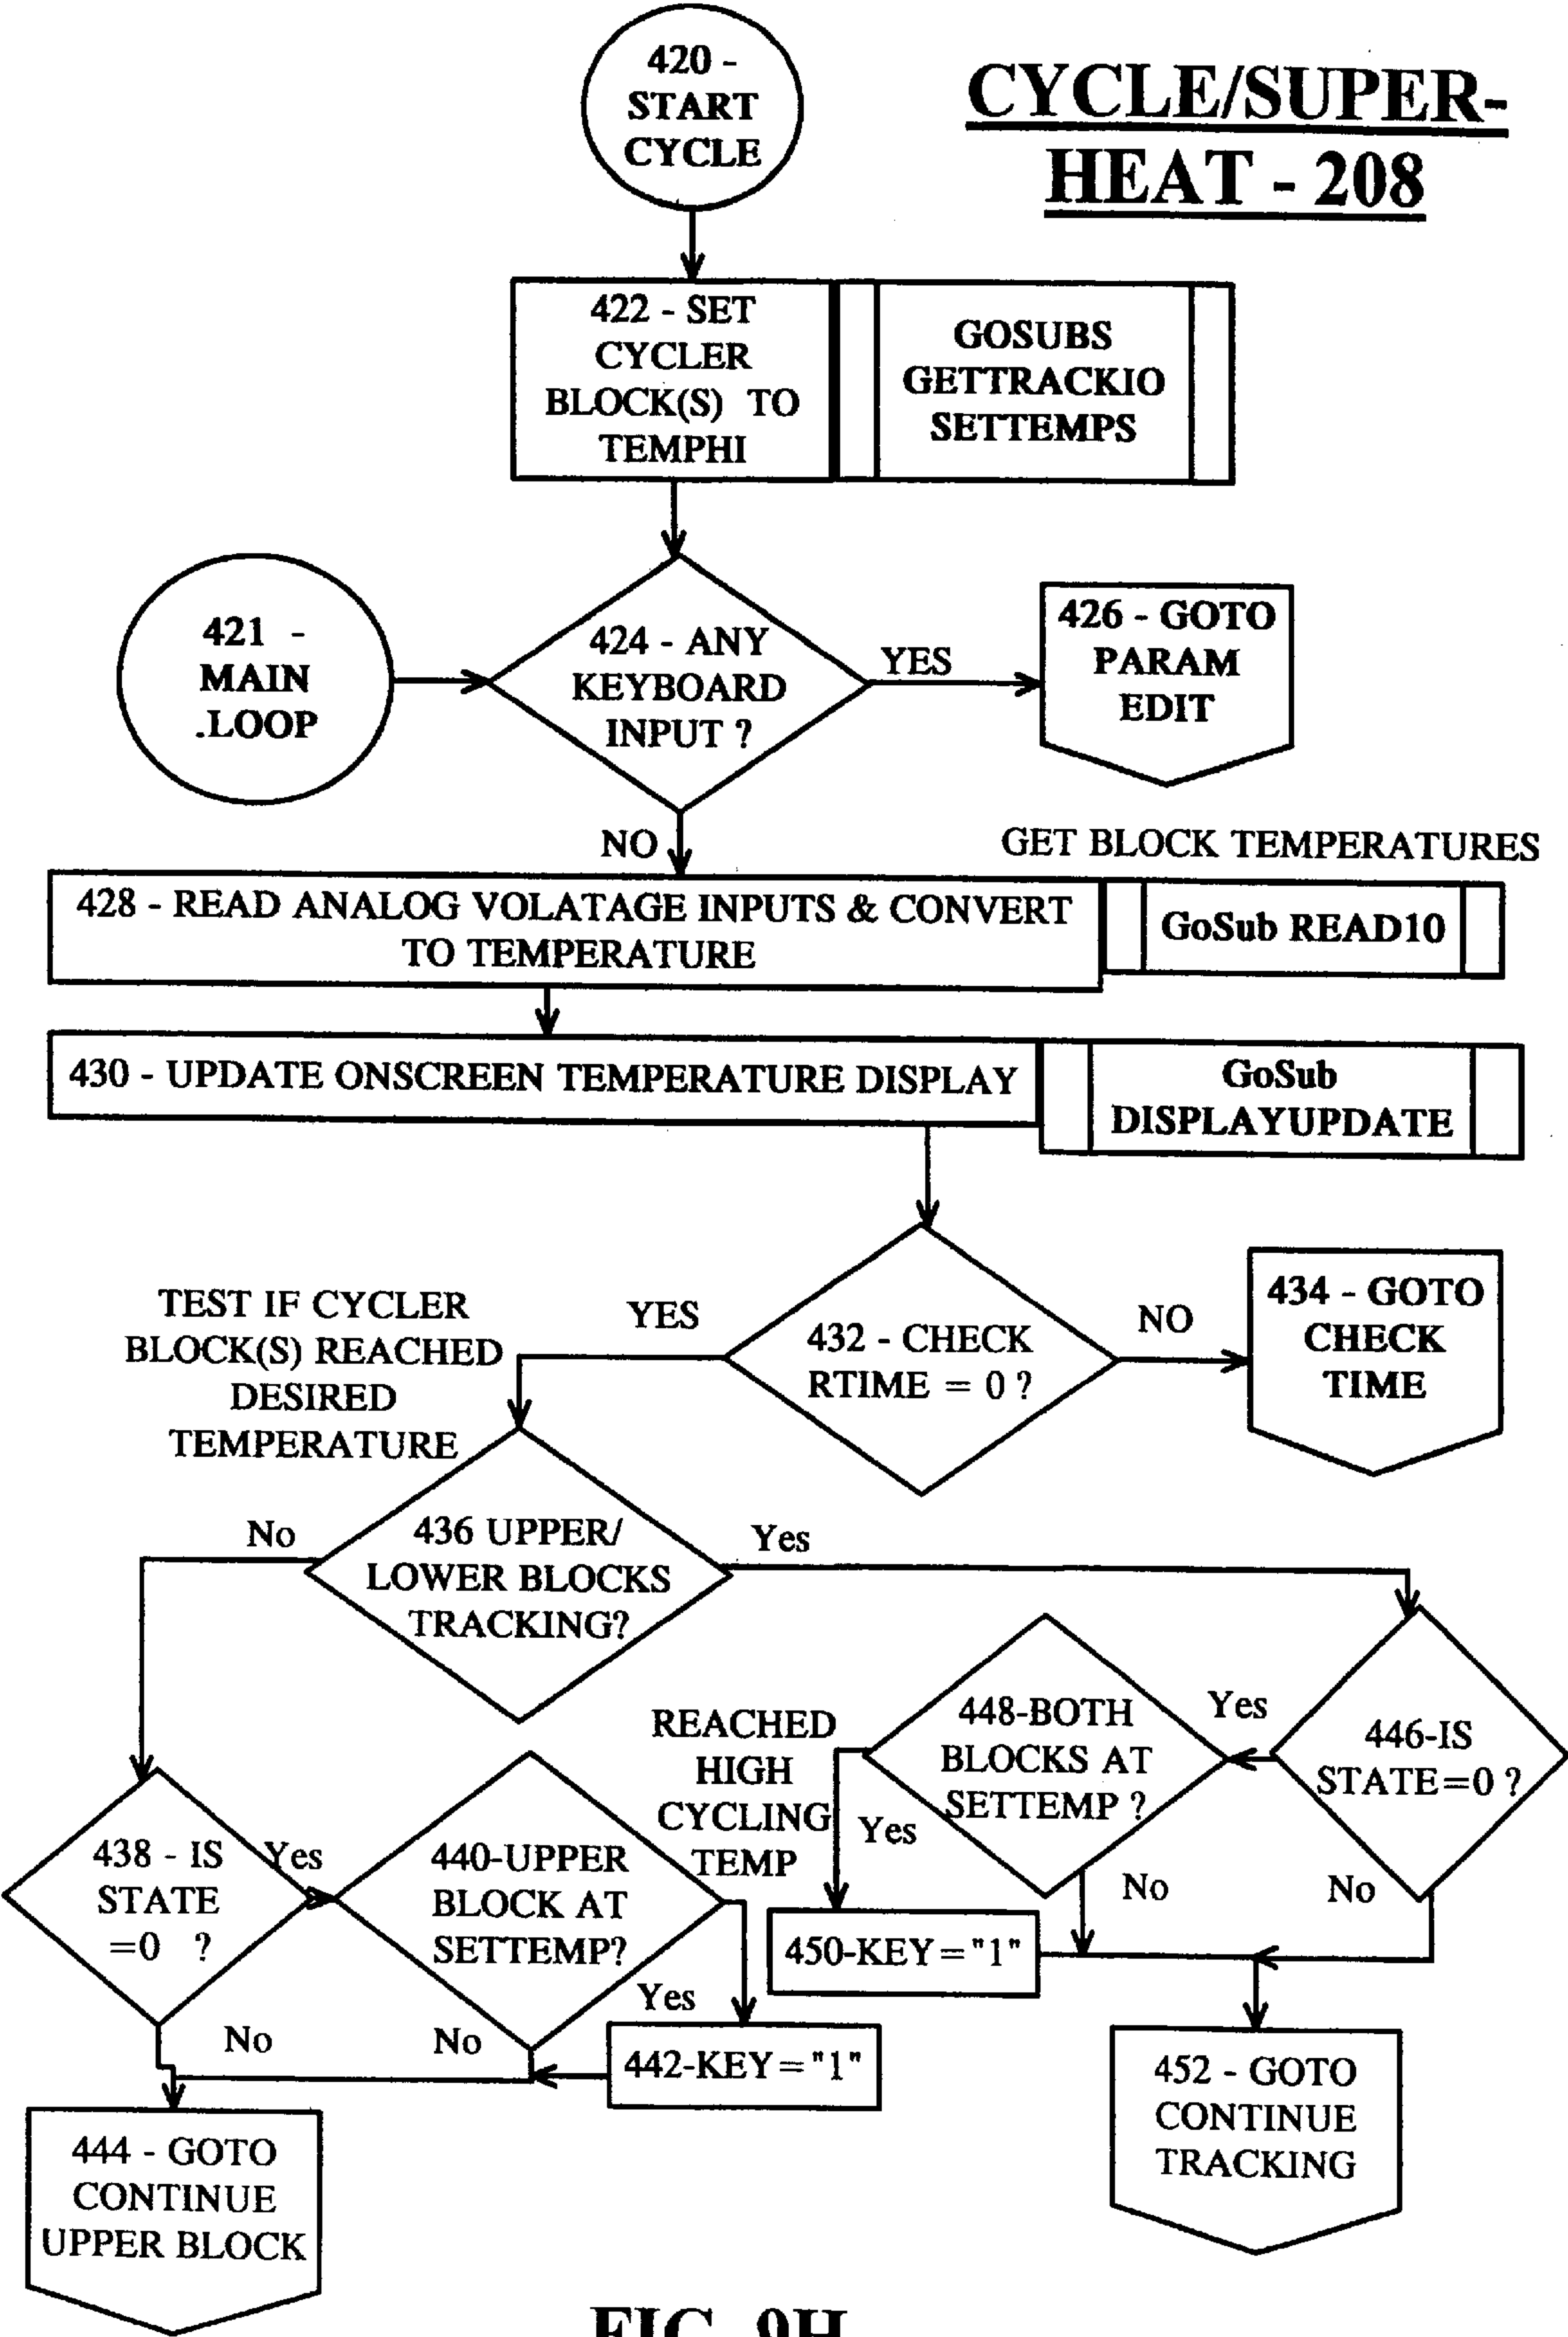 420 -
START
CYCLE
CYCLE/SUPER-
HEAT - 208
422 - SET
CYCLER
BLOCK(S) TO
TEMPHI
GOSUBS
GETTRACKIO
SETTEMPS
421 -
MAIN
.LOOP
424 - ANY
KEYBOARD
INPUT ?
YES
426 - GOTO
PARAM
EDIT
NO
GET BLOCK TEMPERATURES
428 - READ ANALOG VOLATAGE INPUTS & CONVERT
TO TEMPERATURE
GoSub READ10
430 - UPDATE ONSCREEN TEMPERATURE DISPLAY
GoSub
DISPLAYUPDATE
TEST IF CYCLER
BLOCK(S) REACHED
DESIRED
TEMPERATURE
YES
432 - CHECK
RTIME = 0 ?
NO
434 - GOTO
CHECK
TIME
No
436 UPPER/
LOWER BLOCKS
TRACKING?
Yes
438 - IS
STATE
=0 ?
Yes
440-UPPER
BLOCK AT
SETTEMP?
REACHED
HIGH
CYCLING
TEMP
448-BOTH
BLOCKS AT
SETTEMP ?
Yes
446-IS
STATE=0 ?
Yes
No
No
450-KEY="1"
No
No
Yes
442-KEY="1"
444 - GOTO
CONTINUE
UPPER BLOCK
452 - GOTO
CONTINUE
TRACKING
FIG. 9H